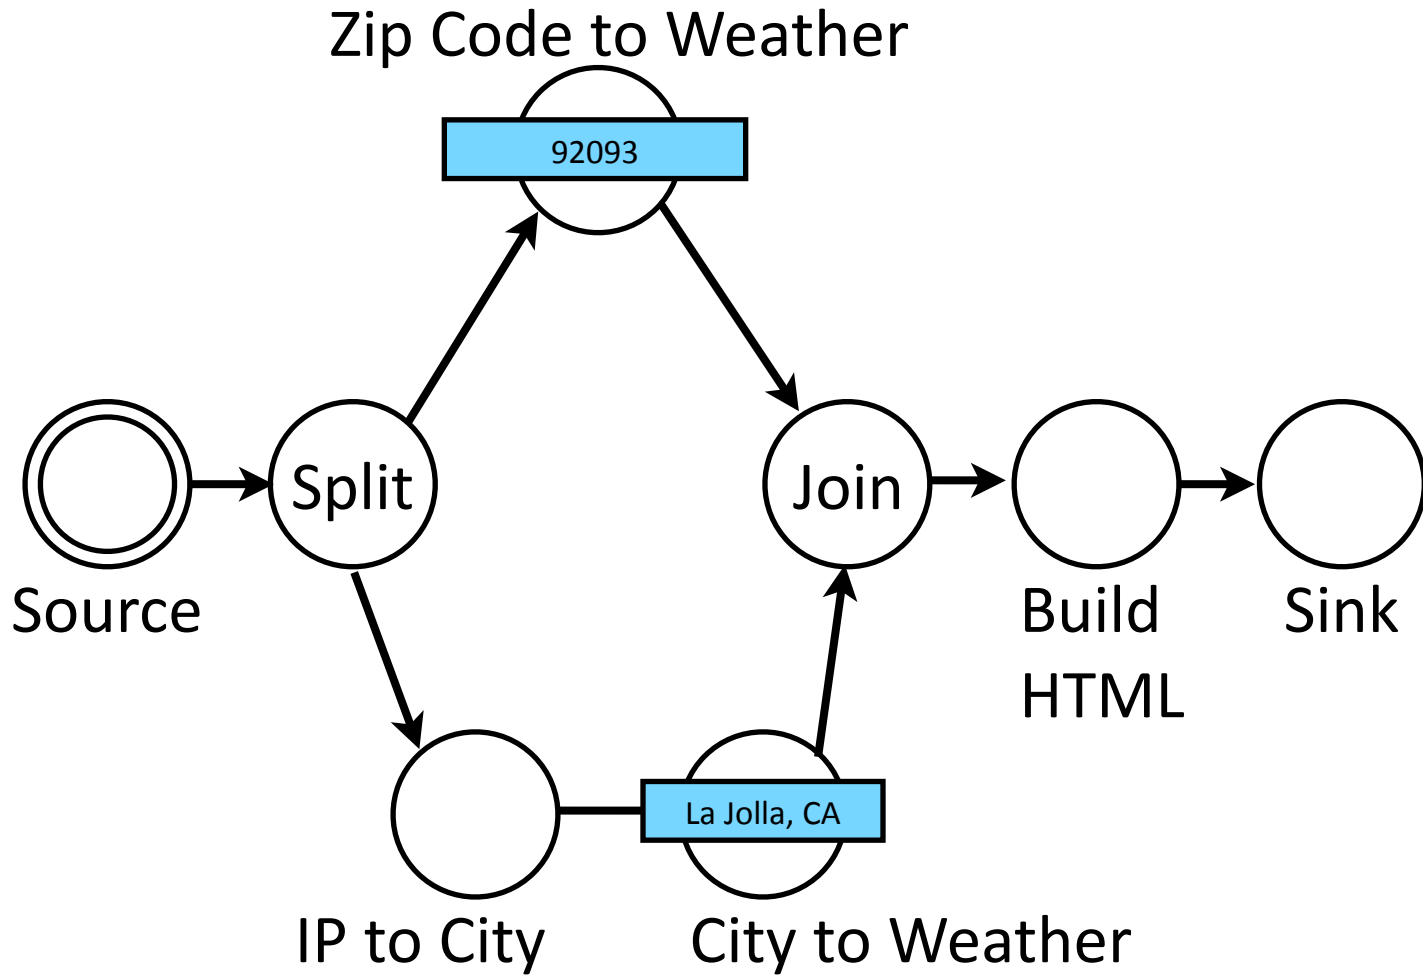 Zip Code to Weather
92093
Split
Join
Source
Build
HTML
Sink
La Jolla, CA
IP to City
City to Weather